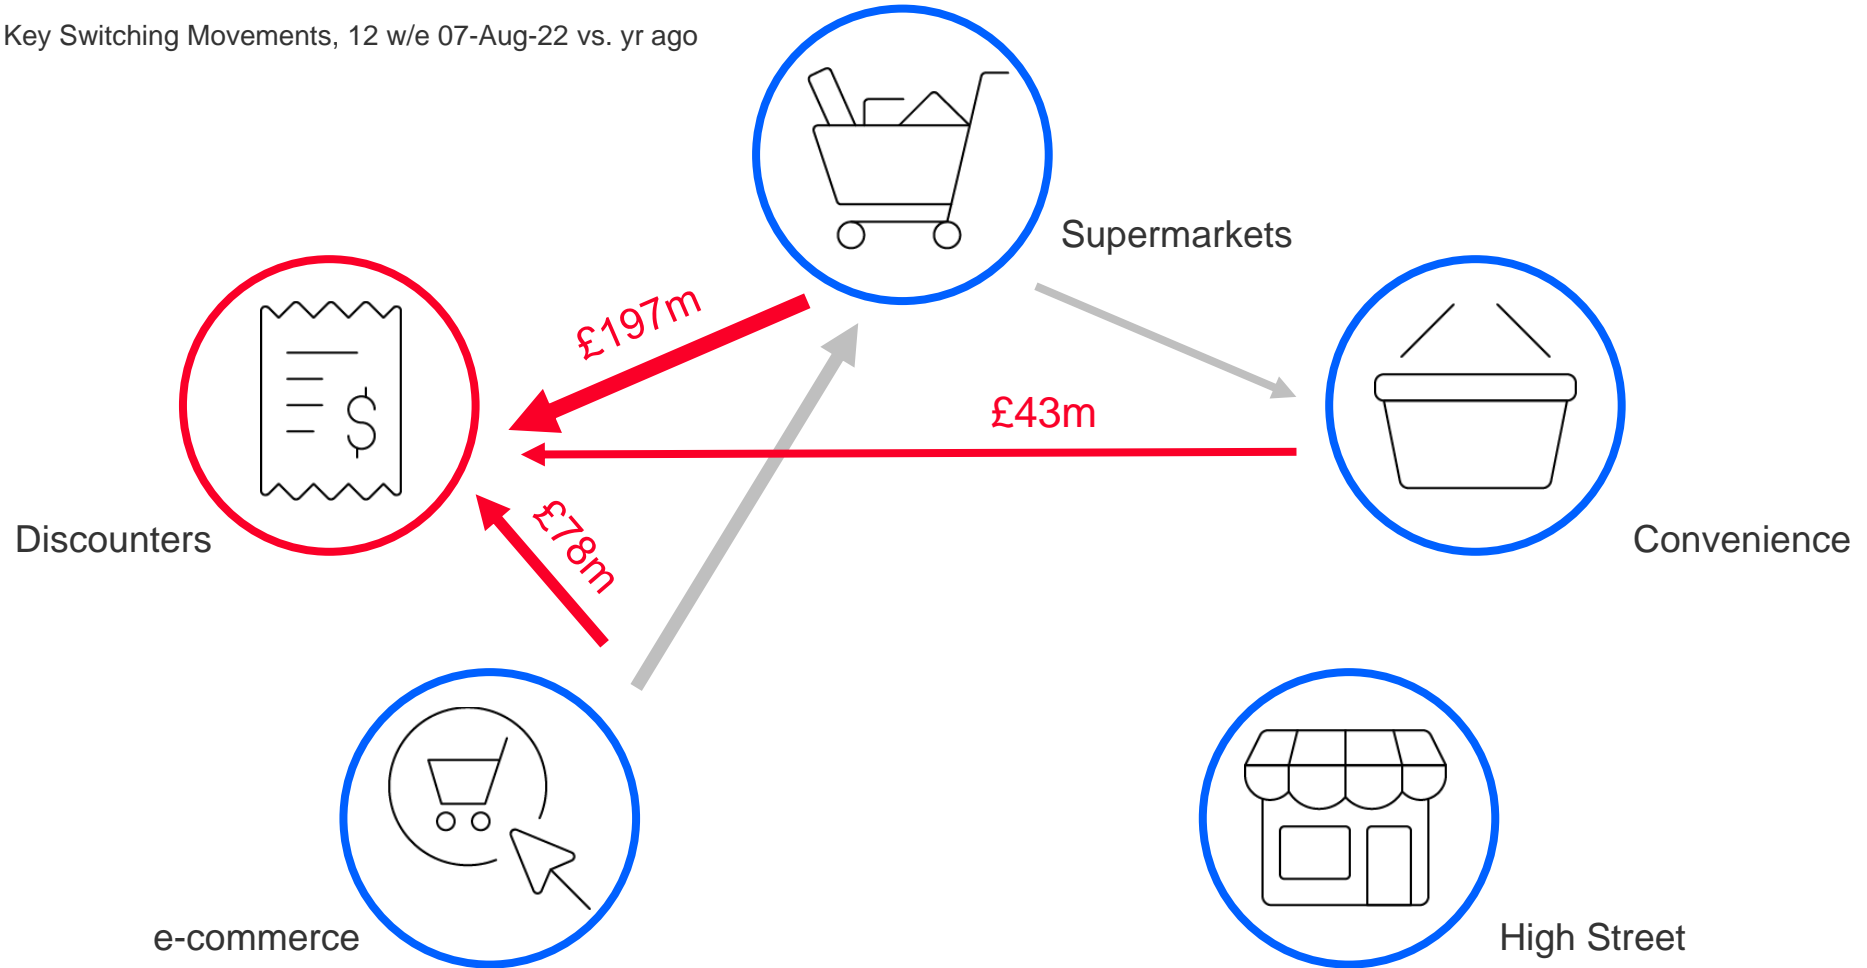 Key Switching Movements, 12 w/e 07-Aug-22 vs. yr ago
Supermarkets
£197m
£43m
£78m
Discounters
Convenience
e-commerce
High Street
$